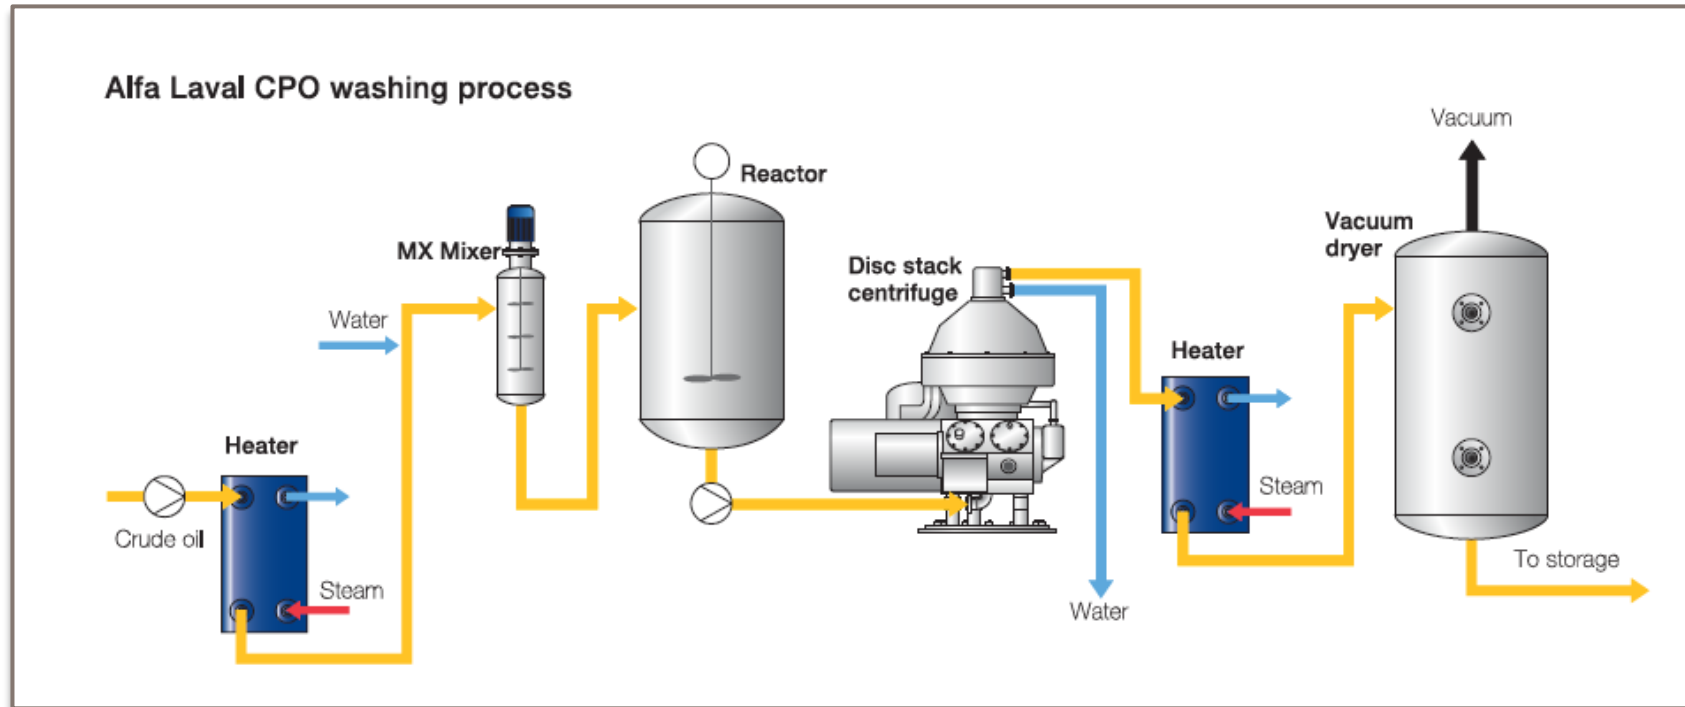 Alfa Laval CPO washing process
Crude oil
Heater
Steam
Water
MX Mixer
Reactor
Disc stack
centrifuge
Water
Heater
Steam
Vacuum
dryer
Vacuum
To storage